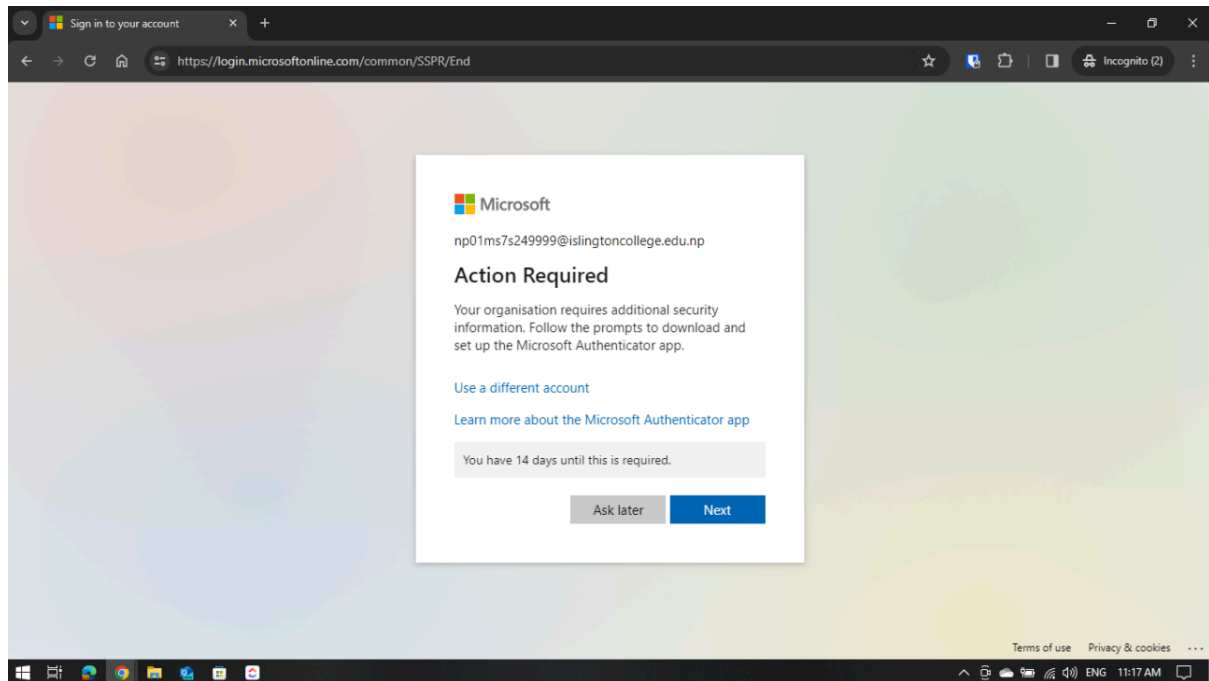 Sign in to your account
https://login.microsoftonline.com/common/SSPR/End
Incognito (2)
Microsoft
np01ms7s249999@islingtoncollege.edu.np
Action Required
Your organisation requires additional security
information. Follow the prompts to download and
set up the Microsoft Authenticator app.
Use a different account
Learn more about the Microsoft Authenticator app
You have 14 days until this is required.
Ask later Next
Terms of use Privacy & cookies ...
ENG 11:17 AM